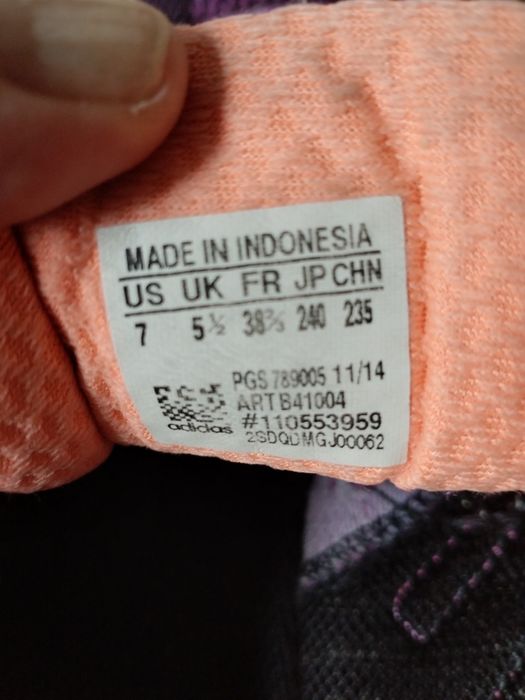 MADE IN INDONESIA
US UK FR JP CHN
7 5½ 38⅔ 240 235
PGS 789005 11/14
ART B41004
adidas #110553959
2SDQDMGJ00062